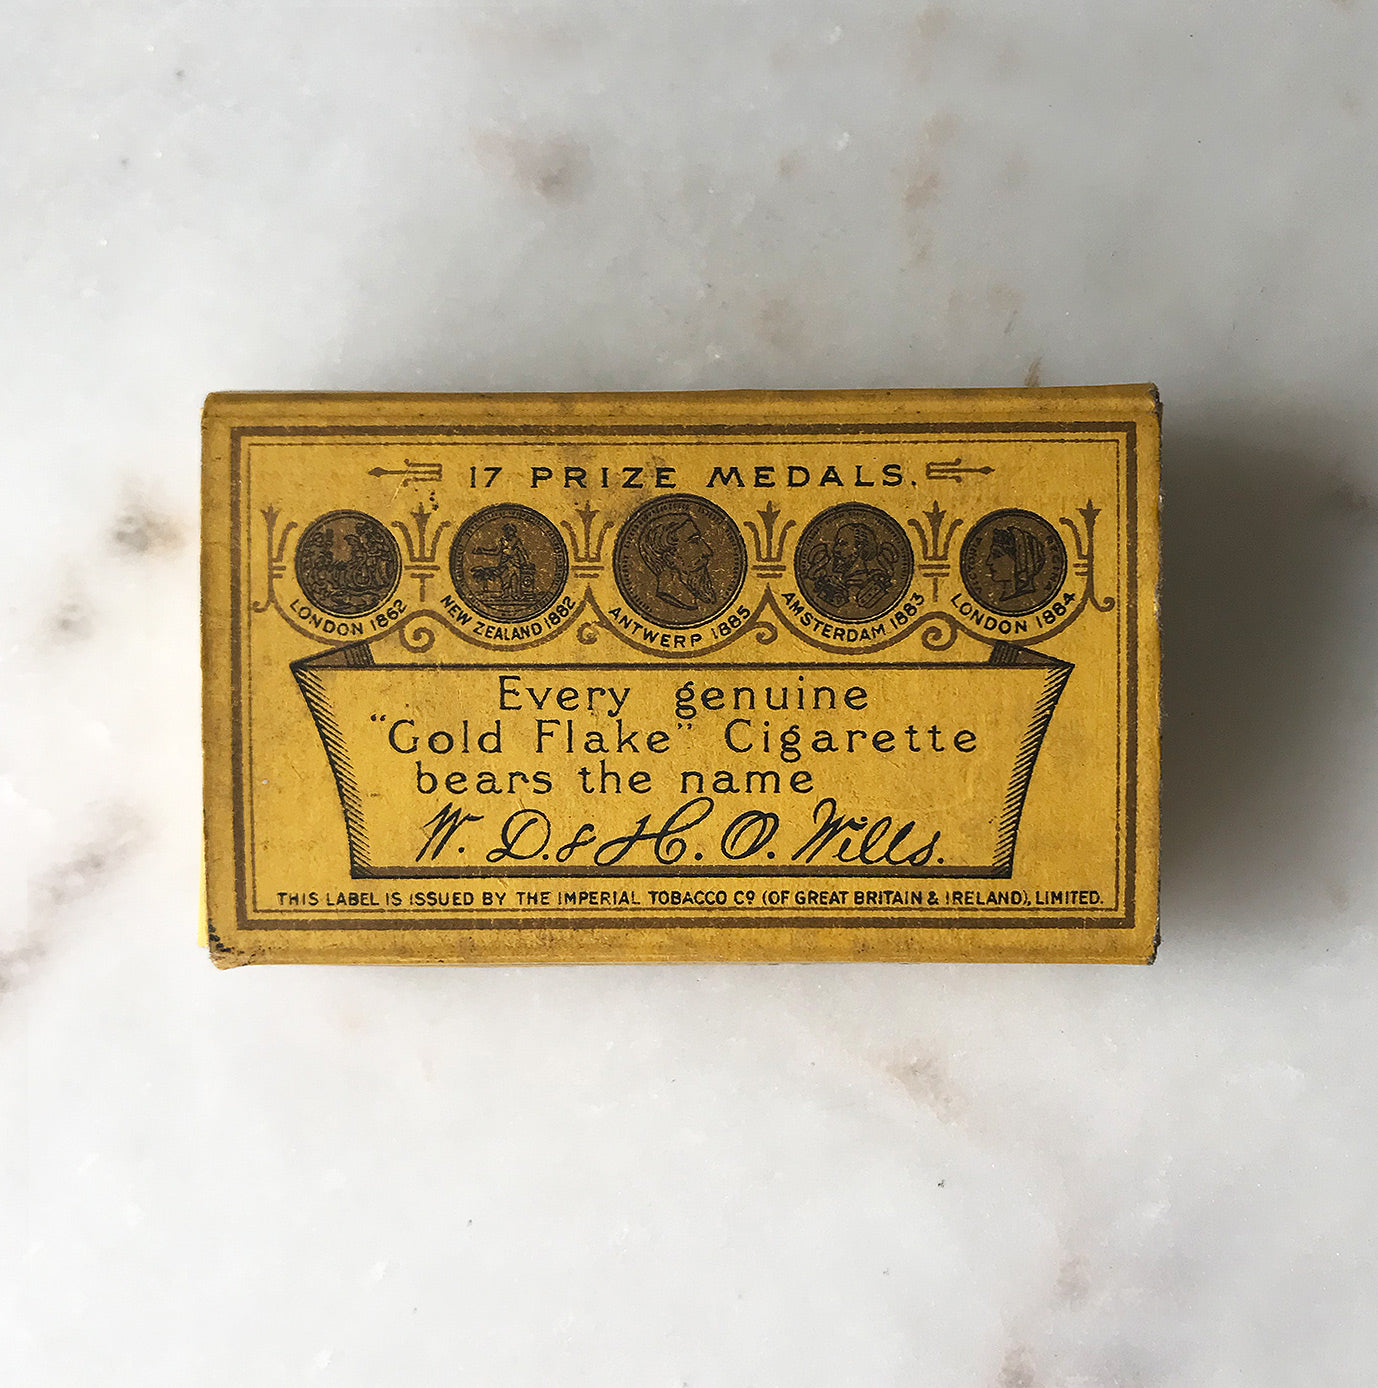 17 PRIZE MEDALS.
LONDON 1862
NEW ZEALAND 1882
ANTWERP 1885
AMSTERDAM 1883
LONDON 1884
Every genuine
"Gold Flake" Cigarette
bears the name
W. D. & H. O. Wills.
THIS LABEL IS ISSUED BY THE IMPERIAL TOBACCO Co (OF GREAT BRITAIN & IRELAND), LIMITED.